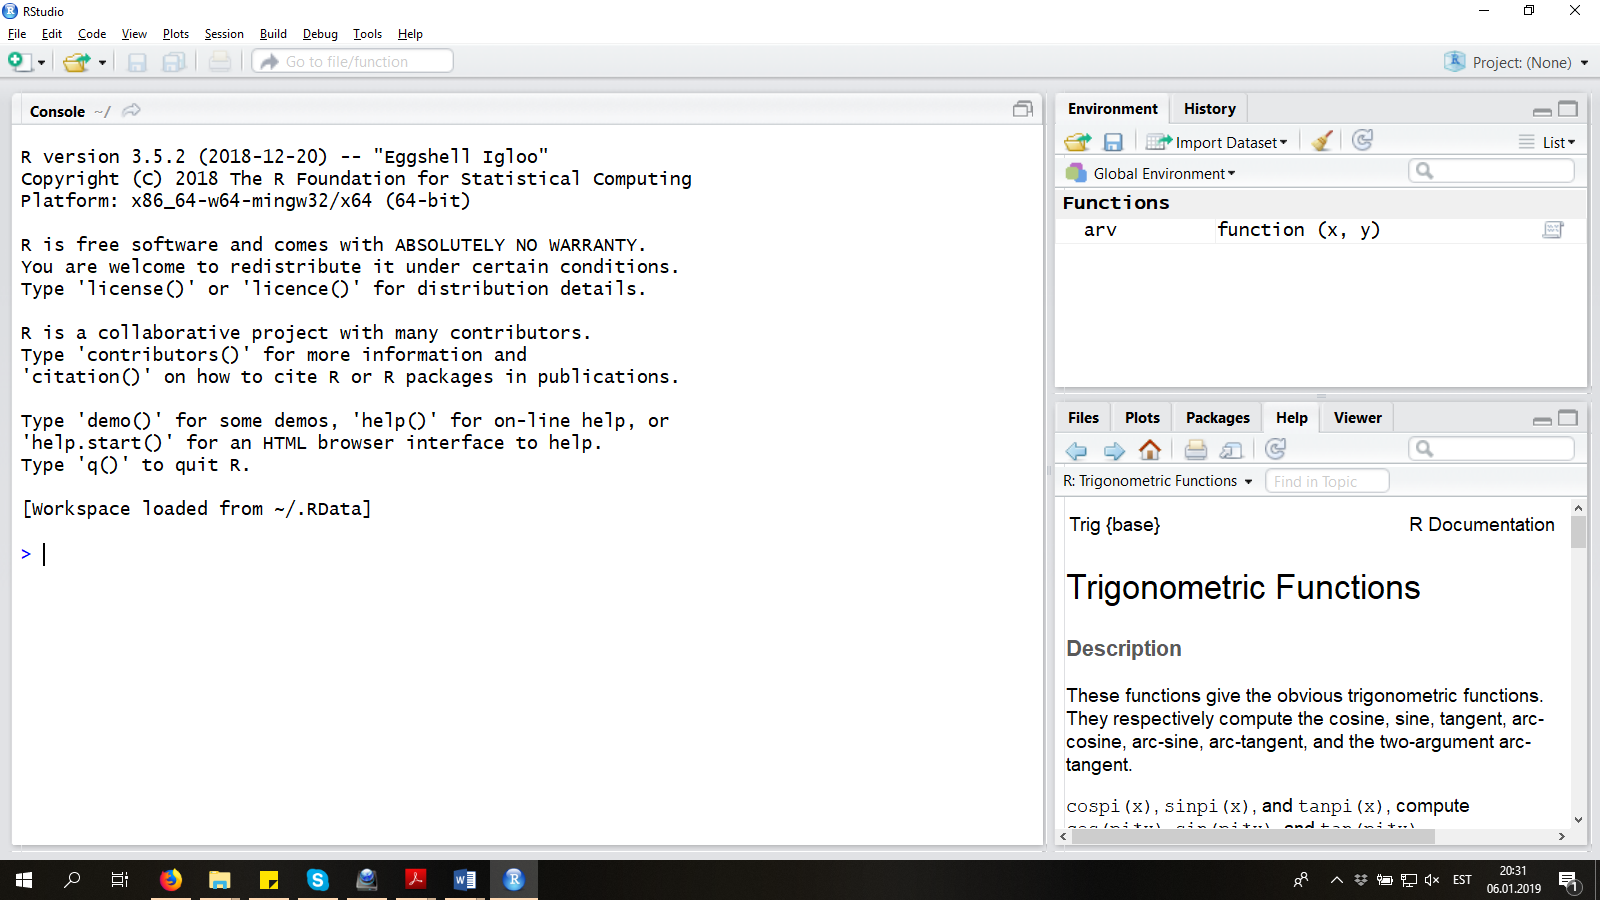 RStudio
File Edit Code View Plots Session Build Debug Tools Help
Go to file/function
Project: (None)
Console ~/
R version 3.5.2 (2018-12-20) -- "Eggshell Igloo"
Copyright (C) 2018 The R Foundation for Statistical Computing
Platform: x86_64-w64-mingw32/x64 (64-bit)
R is free software and comes with ABSOLUTELY NO WARRANTY.
You are welcome to redistribute it under certain conditions.
Type 'license()' or 'licence()' for distribution details.
R is a collaborative project with many contributors.
Type 'contributors()' for more information and
'citation()' on how to cite R or R packages in publications.
Type 'demo()' for some demos, 'help()' for on-line help, or
'help.start()' for an HTML browser interface to help.
Type 'q()' to quit R.
[Workspace loaded from ~/.RData]
>
Environment History
Import Dataset List
Global Environment
Functions
arv function (x, y)
Files Plots Packages Help Viewer
R: Trigonometric Functions Find in Topic
Trig {base} R Documentation
Trigonometric Functions
Description
These functions give the obvious trigonometric functions.
They respectively compute the cosine, sine, tangent, arc-
cosine, arc-sine, arc-tangent, and the two-argument arc-
tangent.
cospi(x), sinpi(x), and tanpi(x), compute
EST
20:31
06.01.2019
1